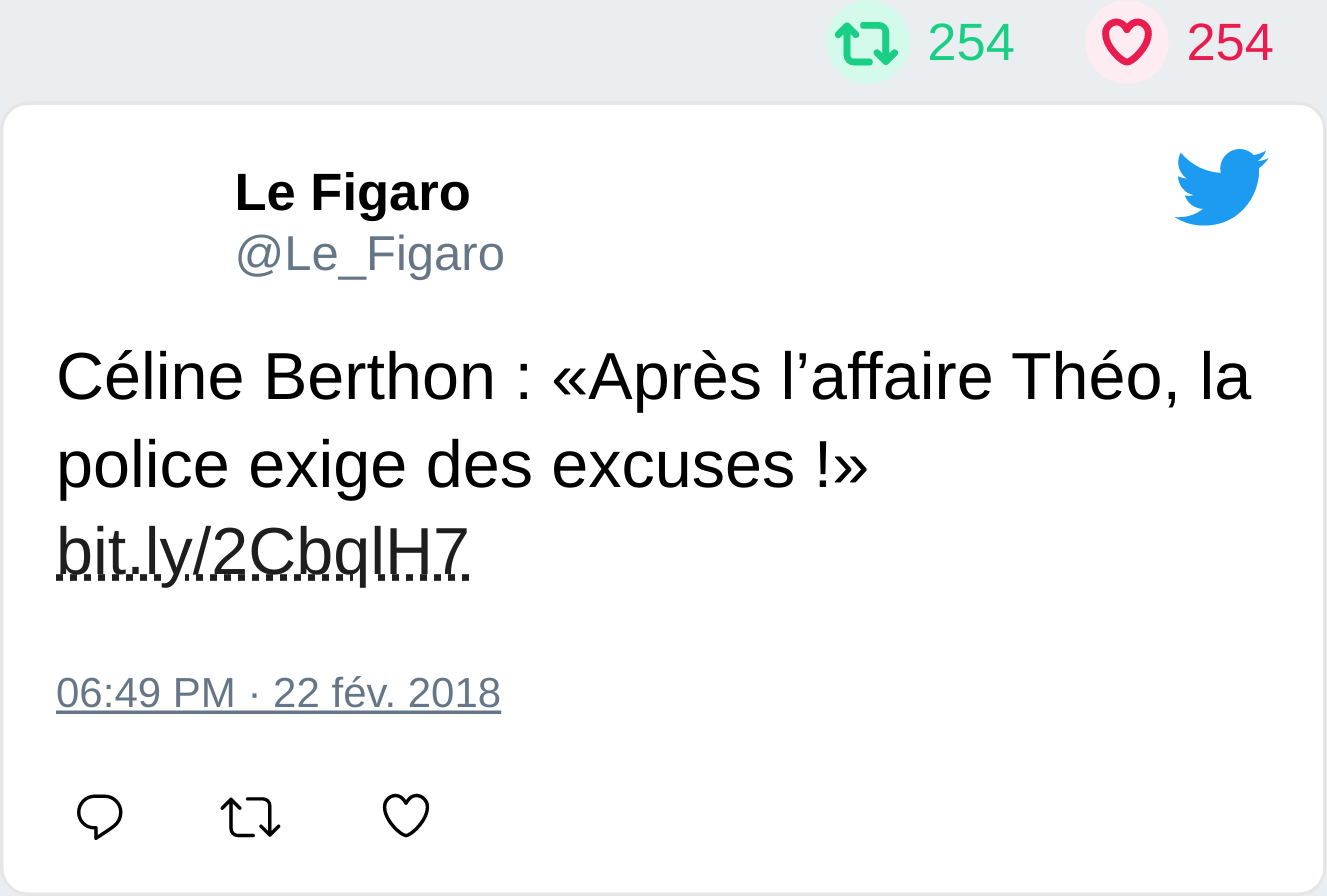 254 254
Le Figaro
@Le_Figaro
Céline Berthon : «Après l’affaire Théo, la
police exige des excuses !»
bit.ly/2CbqlH7
06:49 PM · 22 fév. 2018